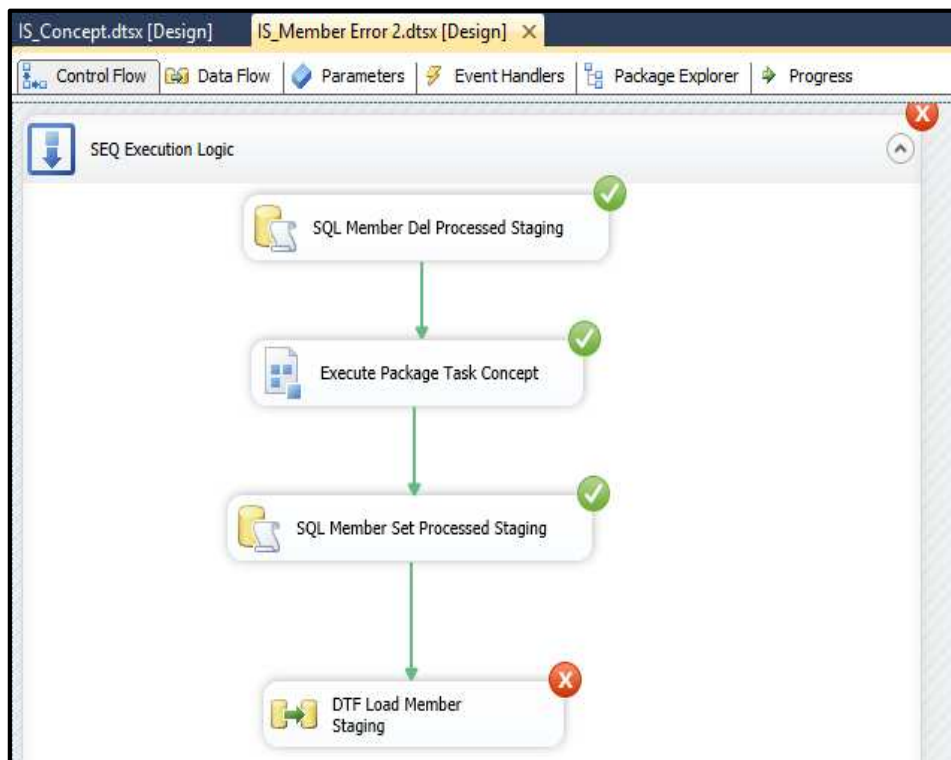 IS_Concept.dtsx [Design] IS_Member Error 2.dtsx [Design]
Control Flow Data Flow Parameters Event Handlers Package Explorer Progress
SEQ Execution Logic
SQL Member Del Processed Staging
Execute Package Task Concept
SQL Member Set Processed Staging
DTF Load Member
Staging